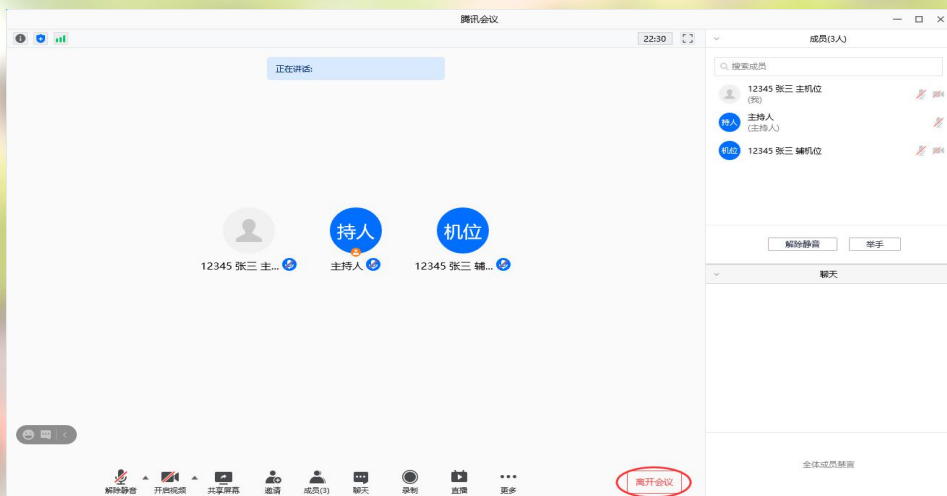 腾讯会议
22:30
成员(3人)
正在讲话:
搜索成员
12345 张三 主机位
(我)
持人
主持人
(主持人)
机位
12345 张三 辅机位
持人
机位
12345 张三 主...
主持人
12345 张三 辅...
解除静音
举手
聊天
全体成员禁言
解除静音
开启视频
共享屏幕
邀请
成员(3)
聊天
录制
直播
更多
离开会议